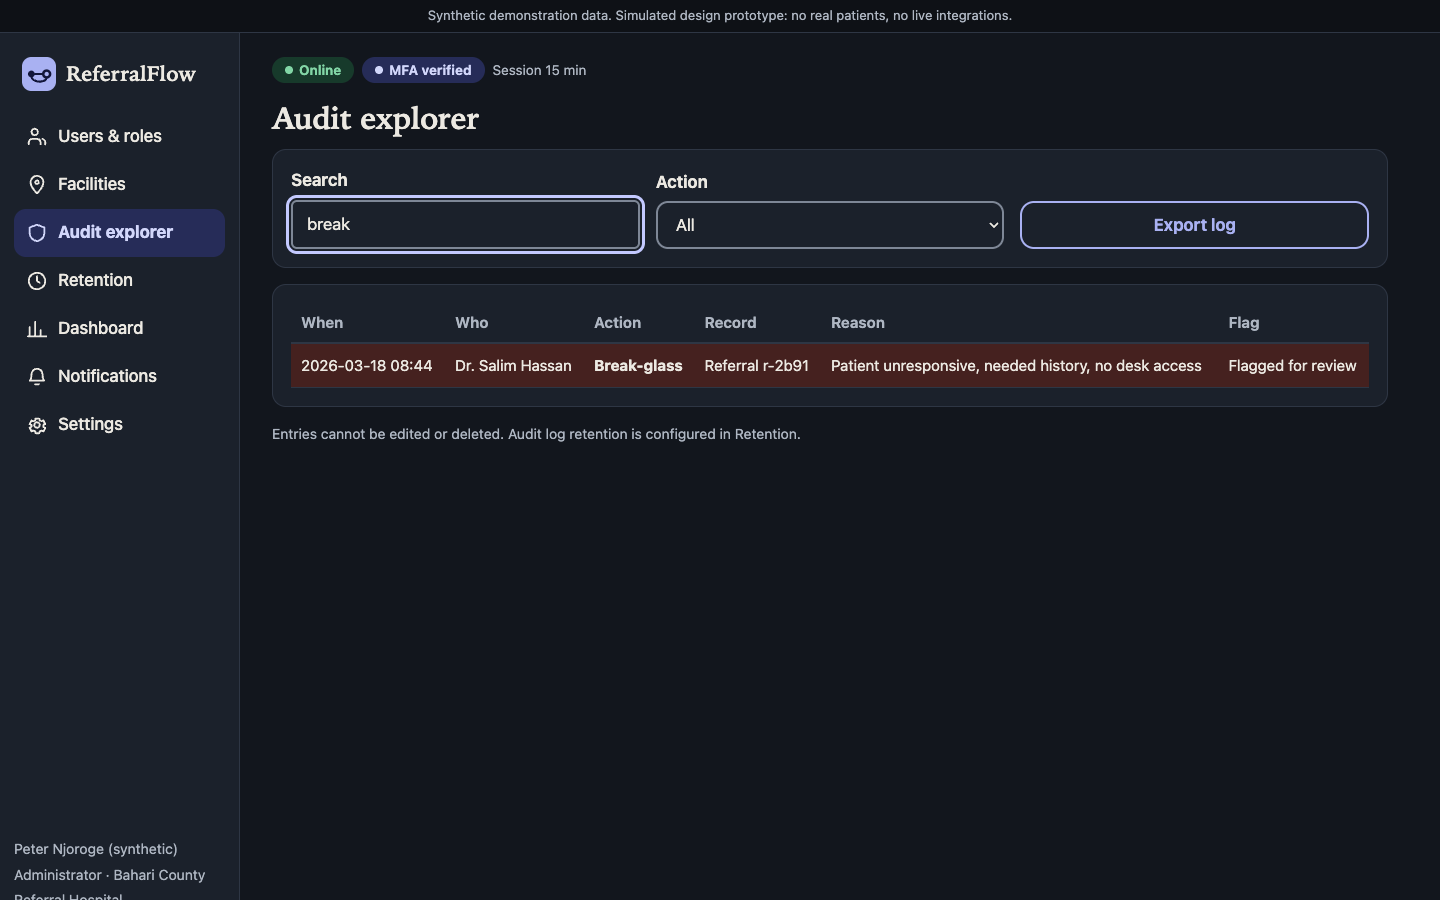 Synthetic demonstration data. Simulated design prototype: no real patients, no live integrations.
ReferralFlow
Users & roles
Facilities
Audit explorer
Retention
Dashboard
Notifications
Settings
Peter Njoroge (synthetic)
Administrator · Bahari County
Referral Hospital
Online
MFA verified
Session 15 min
Audit explorer
Search
Action
break
All
Export log
When Who Action Record Reason Flag
2026-03-18 08:44 Dr. Salim Hassan Break-glass Referral r-2b91 Patient unresponsive, needed history, no desk access Flagged for review
Entries cannot be edited or deleted. Audit log retention is configured in Retention.